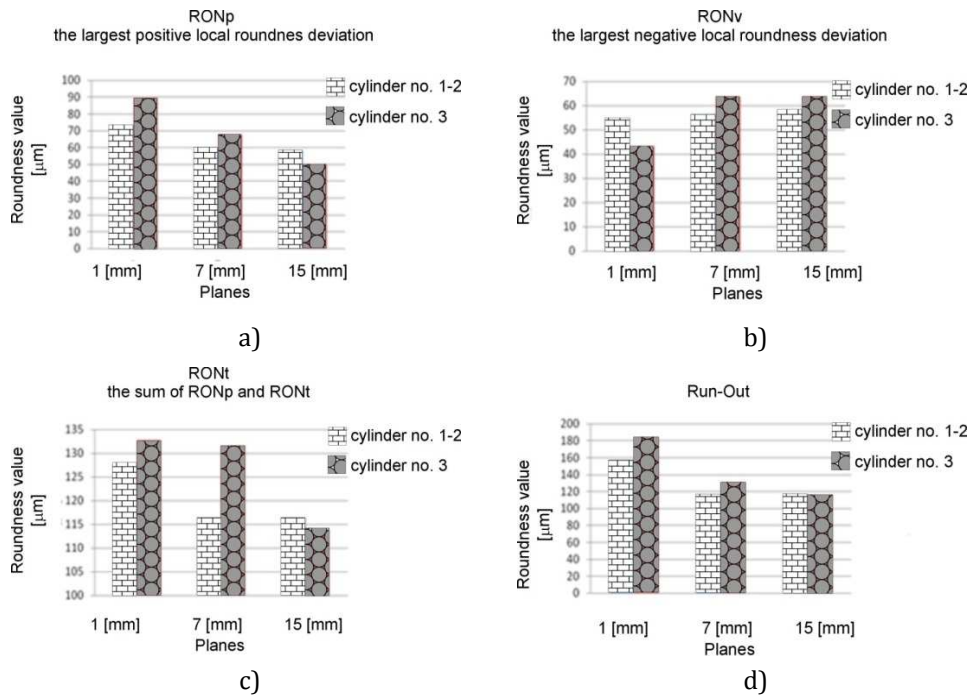 RONp
the largest positive local roundnes deviation
Roundness value
[µm]
100
90
80
70
60
50
40
30
20
10
0
cylinder no. 1-2
cylinder no. 3
1 [mm] 7 [mm] 15 [mm]
Planes
a)
RONv
the largest negative local roundness deviation
Roundness value
[µm]
70
60
50
40
30
20
10
0
cylinder no. 1-2
cylinder no. 3
1 [mm] 7 [mm] 15 [mm]
Planes
b)
RONt
the sum of RONp and RONt
Roundness value
[µm]
135
130
125
120
115
110
105
100
cylinder no. 1-2
cylinder no. 3
1 [mm] 7 [mm] 15 [mm]
Planes
c)
Run-Out
Roundness value
[µm]
200
180
160
140
120
100
80
60
40
20
0
cylinder no. 1-2
cylinder no. 3
1 [mm] 7 [mm] 15 [mm]
Planes
d)